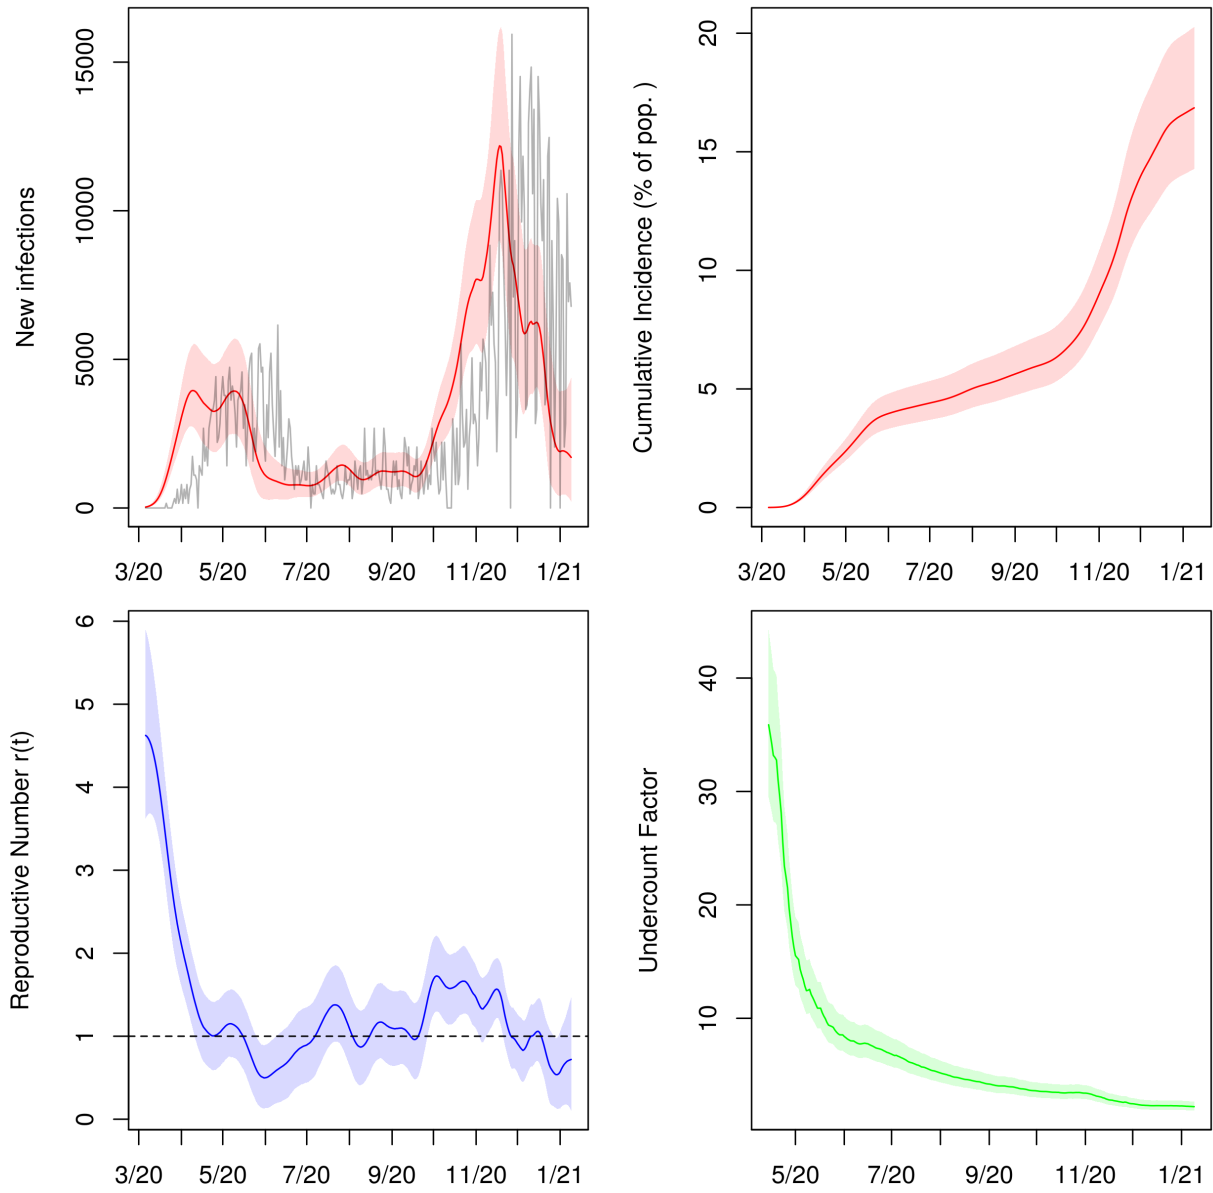 New infections
15000
10000
5000
0
3/20 5/20 7/20 9/20 11/20 1/21
Cumulative Incidence (% of pop. )
20
15
10
5
0
3/20 5/20 7/20 9/20 11/20 1/21
Reproductive Number r(t)
6
5
4
3
2
1
0
3/20 5/20 7/20 9/20 11/20 1/21
Undercount Factor
40
30
20
10
5/20 7/20 9/20 11/20 1/21